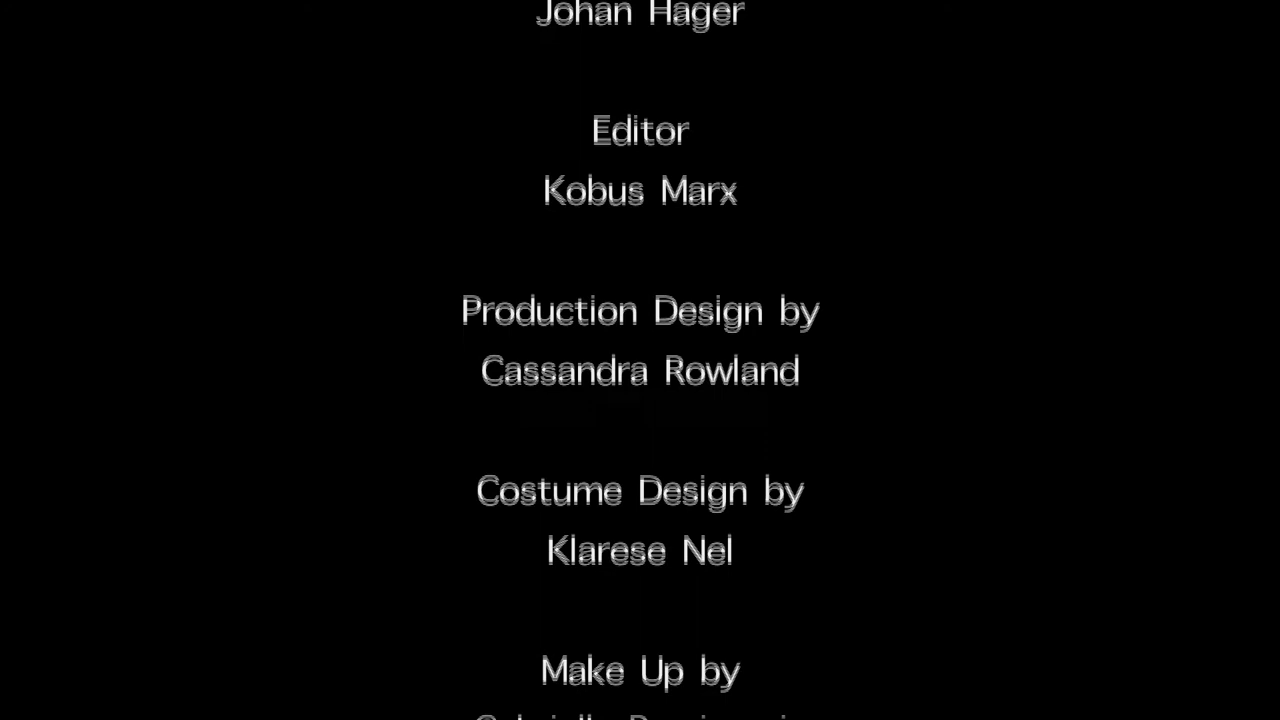 Johan Hager
Editor
Kobus Marx
Production Design by
Cassandra Rowland
Costume Design by
Klarese Nel
Make Up by